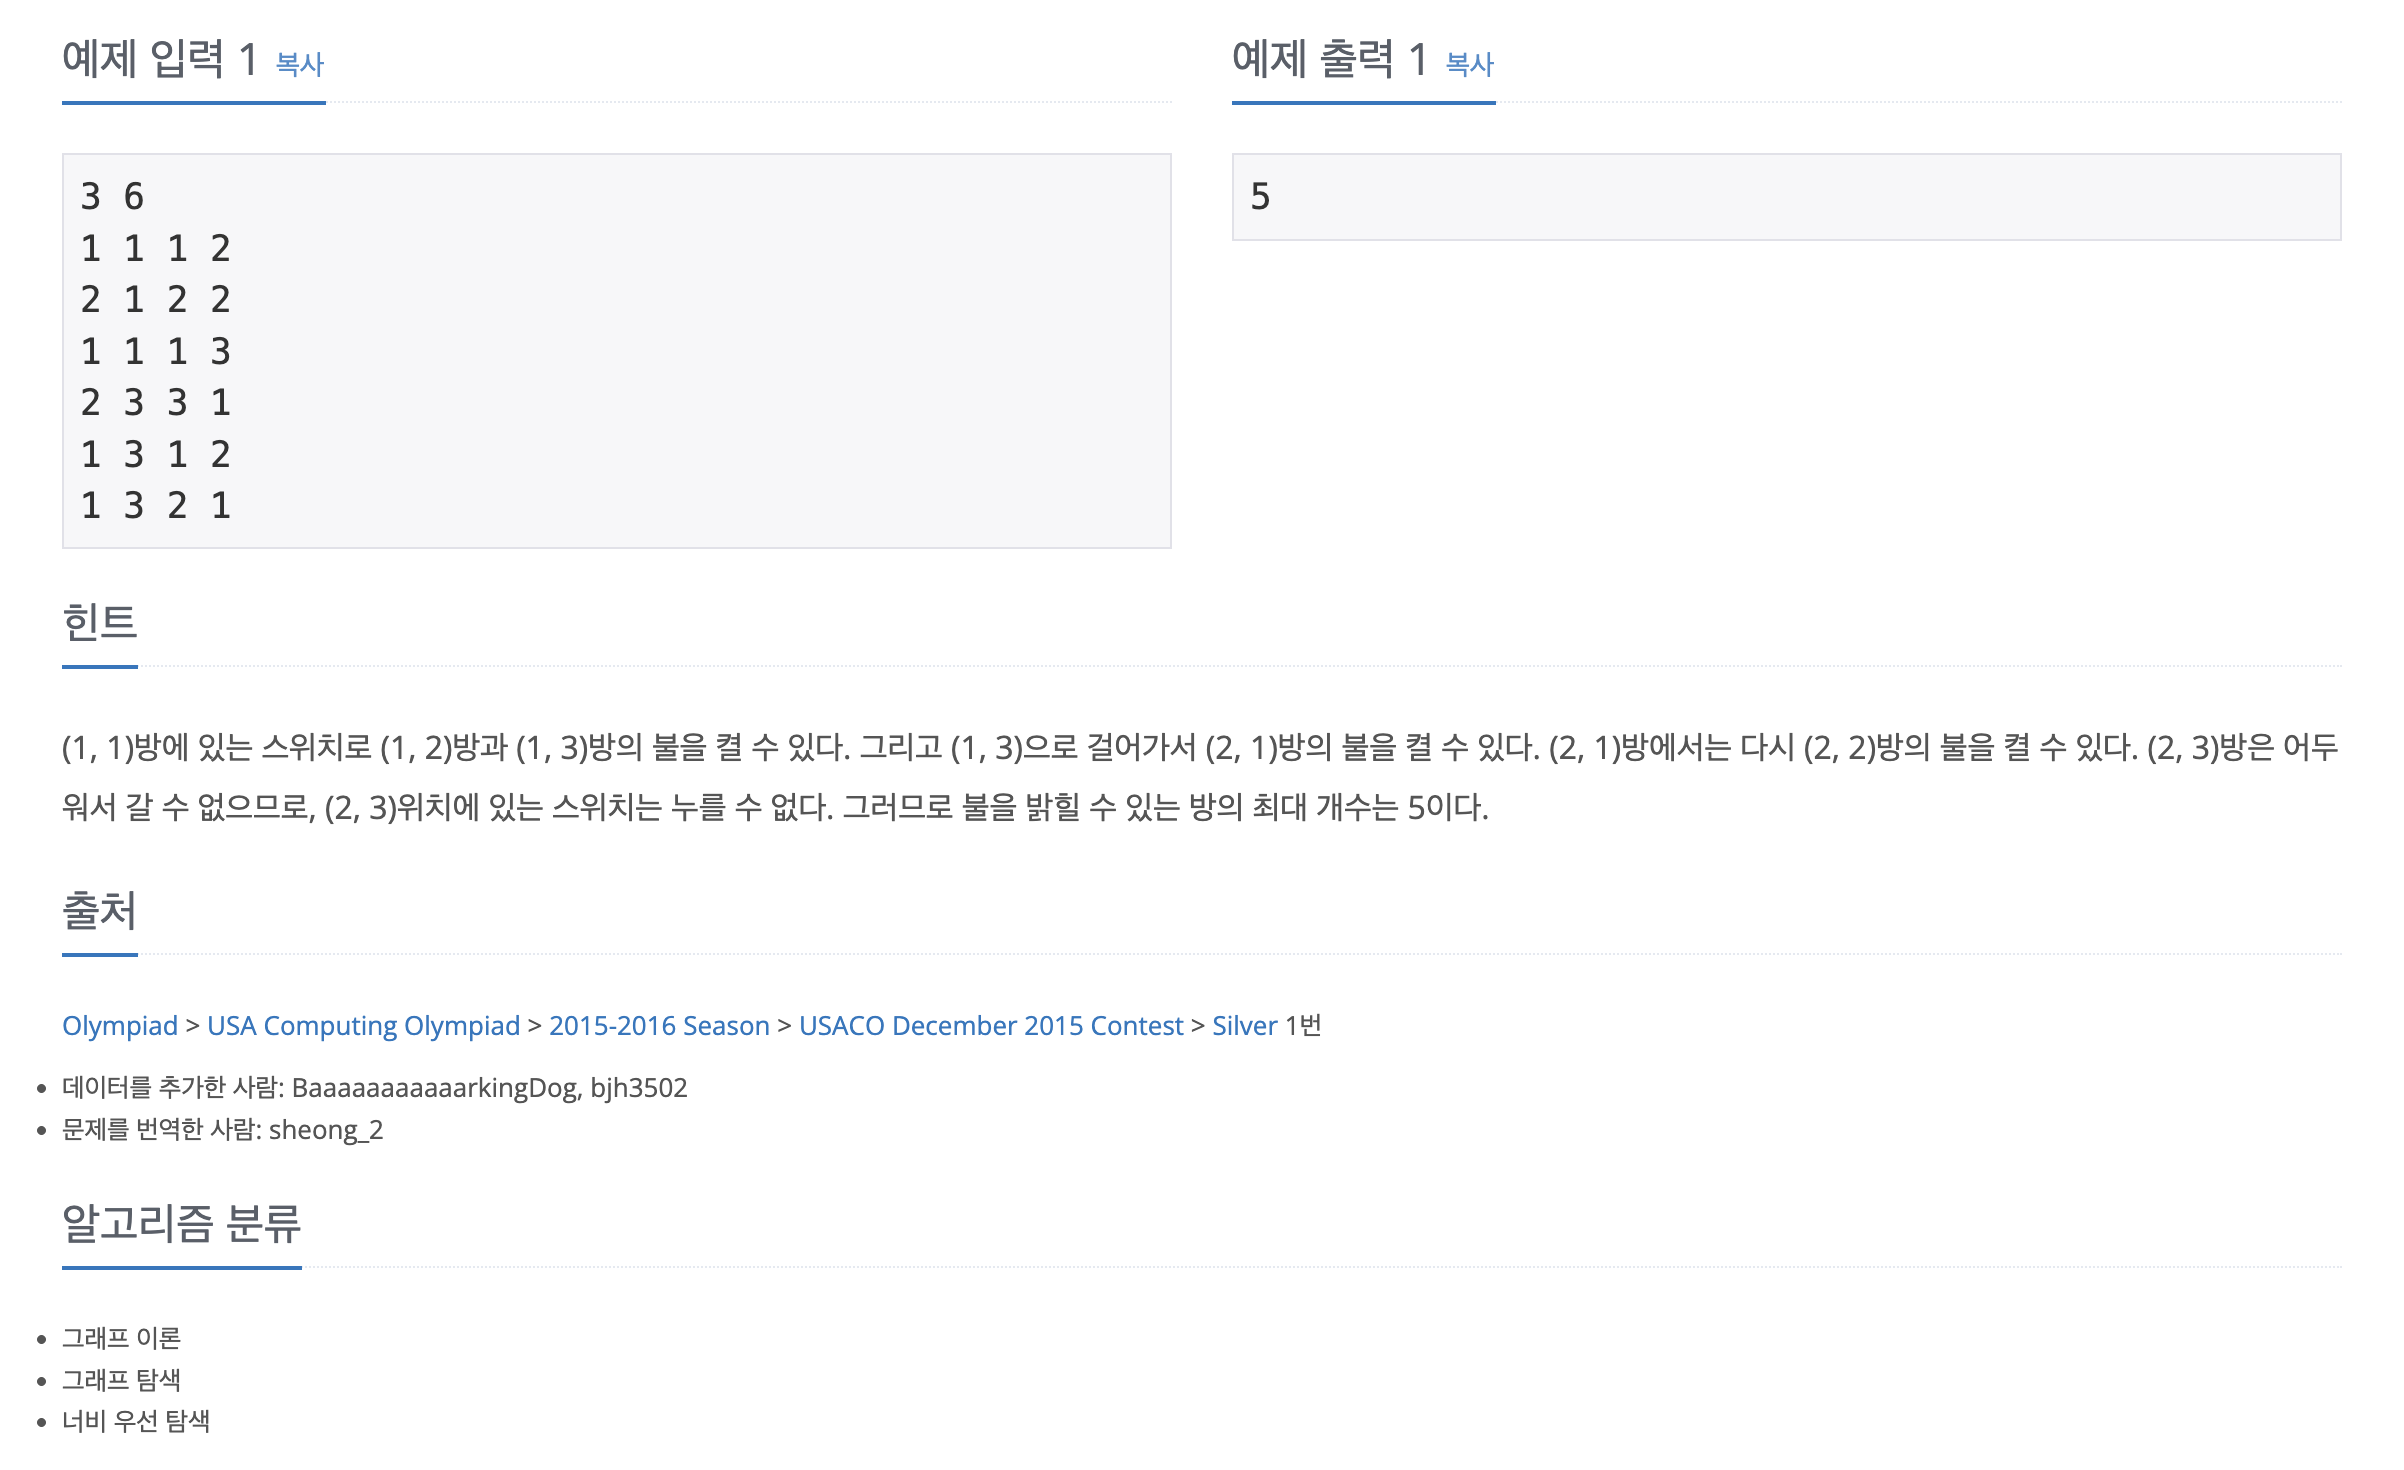 예제 입력 1 복사
3 6
1 1 1 2
2 1 2 2
1 1 1 3
2 3 3 1
1 3 1 2
1 3 2 1
예제 출력 1 복사
5
힌트
(1, 1)방에 있는 스위치로 (1, 2)방과 (1, 3)방의 불을 켤 수 있다. 그리고 (1, 3)으로 걸어가서 (2, 1)방의 불을 켤 수 있다. (2, 1)방에서는 다시 (2, 2)방의 불을 켤 수 있다. (2, 3)방은 어두
워서 갈 수 없으므로, (2, 3)위치에 있는 스위치는 누를 수 없다. 그러므로 불을 밝힐 수 있는 방의 최대 개수는 5이다.
출처
Olympiad > USA Computing Olympiad > 2015-2016 Season > USACO December 2015 Contest > Silver 1번
데이터를 추가한 사람: BaaaaaaaaaaarkingDog, bjh3502
문제를 번역한 사람: sheong_2
알고리즘 분류
그래프 이론
그래프 탐색
너비 우선 탐색